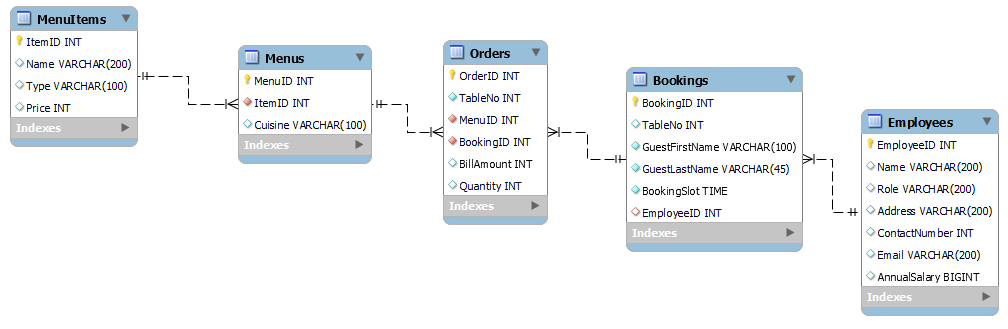 MenuItems
ItemID INT
Name VARCHAR(200)
Type VARCHAR(100)
Price INT
Indexes
Menus
MenuID INT
ItemID INT
Cuisine VARCHAR(100)
Indexes
Orders
OrderID INT
TableNo INT
MenuID INT
BookingID INT
BillAmount INT
Quantity INT
Indexes
Bookings
BookingID INT
TableNo INT
GuestFirstName VARCHAR(100)
GuestLastName VARCHAR(45)
BookingSlot TIME
EmployeeID INT
Indexes
Employees
EmployeeID INT
Name VARCHAR(200)
Role VARCHAR(200)
Address VARCHAR(200)
ContactNumber INT
Email VARCHAR(200)
AnnualSalary BIGINT
Indexes